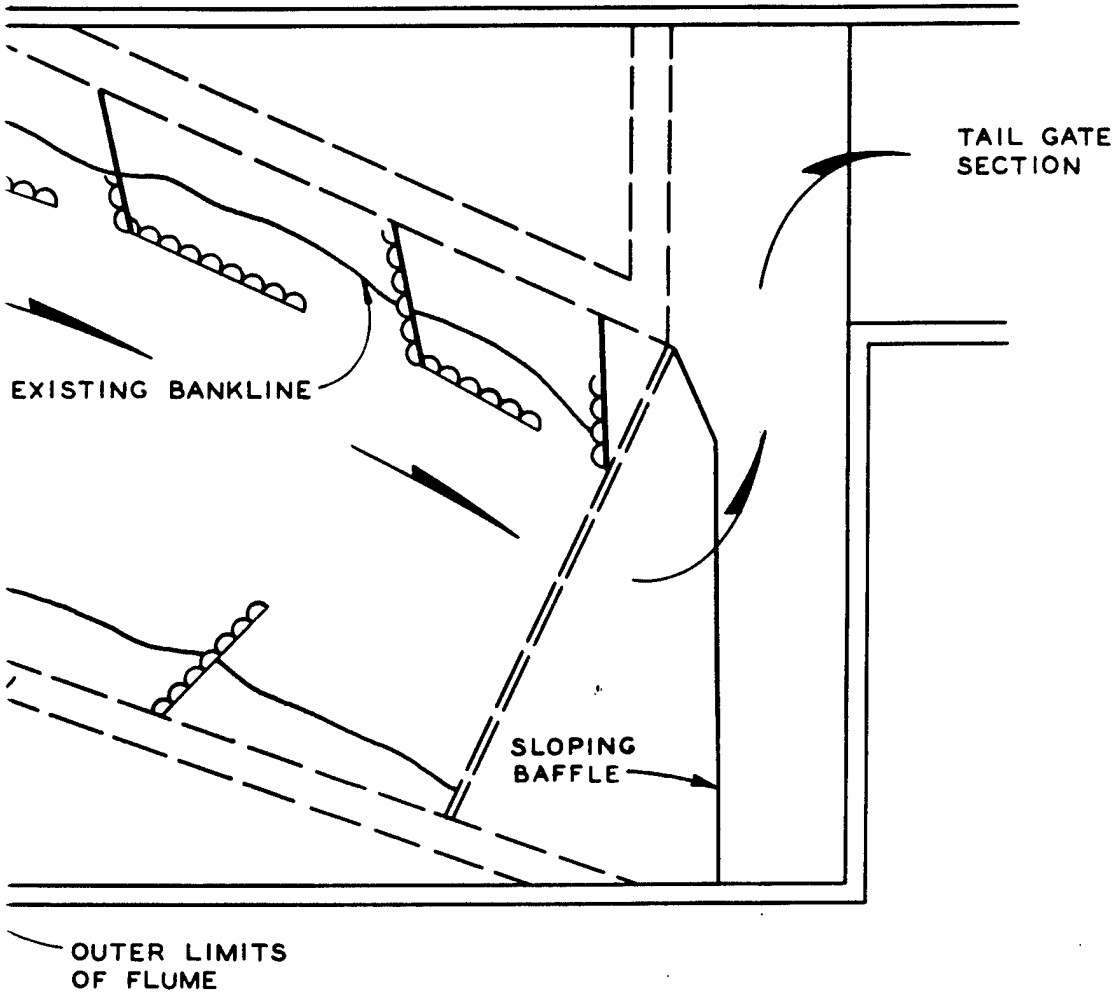 TAIL GATE
SECTION
EXISTING BANKLINE
SLOPING
BAFFLE
OUTER LIMITS
OF FLUME